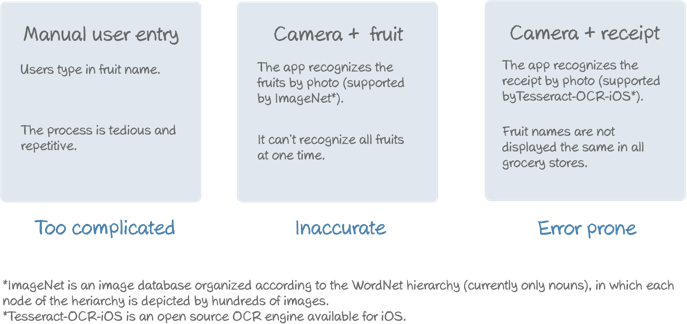 Manual user entry
Users type in fruit name.
The process is tedious and
repetitive.
Too complicated
Camera + fruit
The app recognizes the
fruits by photo (supported
by ImageNet*).
It can't recognize all fruits
at one time.
Inaccurate
Camera + receipt
The app recognizes the
receipt by photo (supported
byTesseract-OCR-iOS*).
Fruit names are not
displayed the same in all
grocery stores.
Error prone
*ImageNet is an image database organized according to the WordNet hierarchy (currently only nouns), in which each
node of the heriarchy is depicted by hundreds of images.
*Tesseract-OCR-iOS is an open source OCR engine available for iOS.